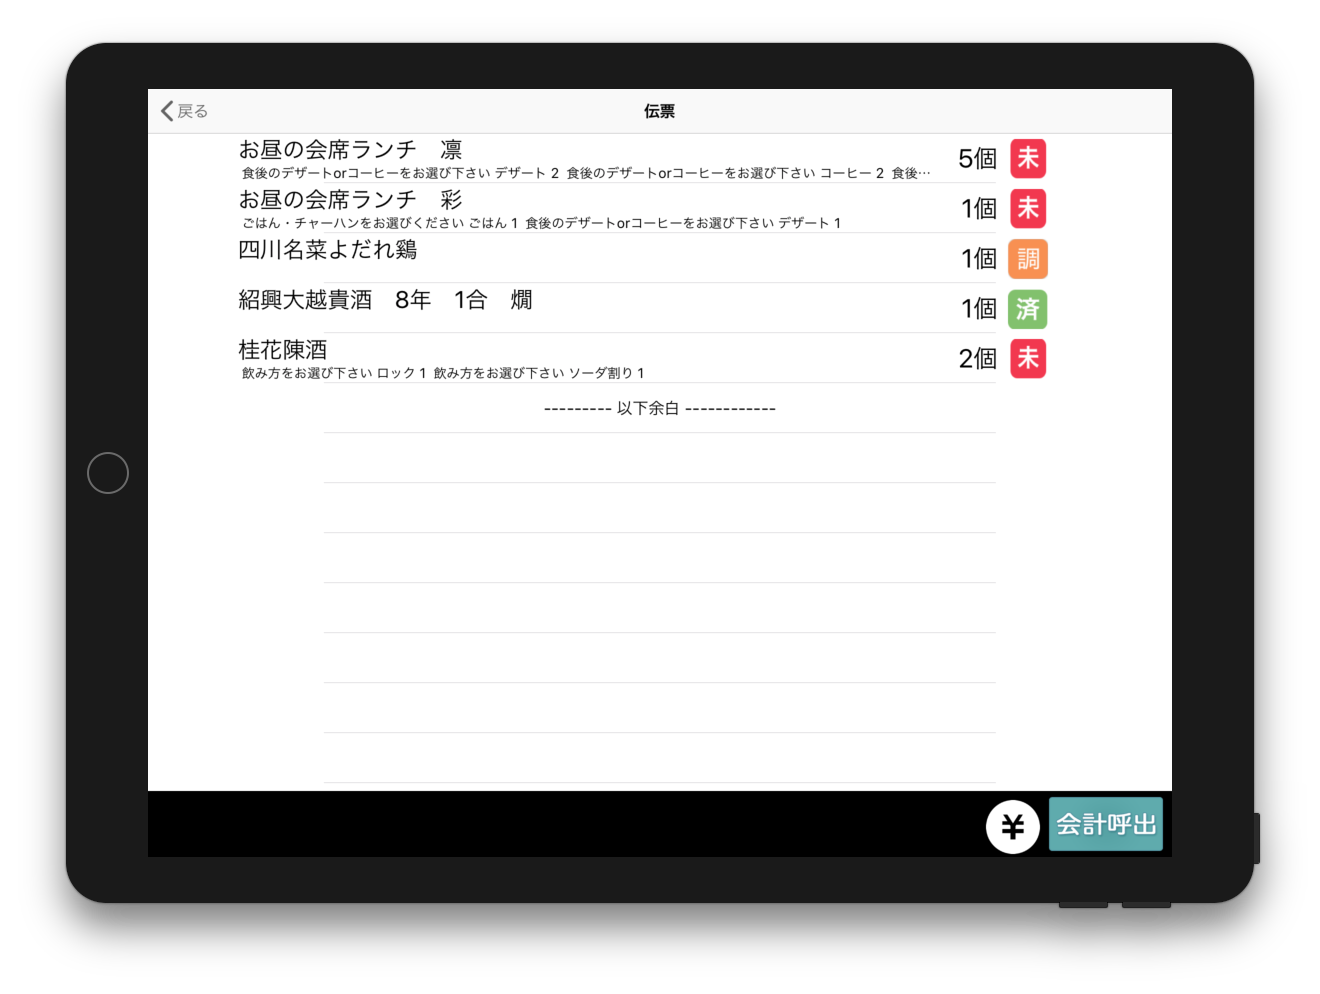 戻る
伝票
お昼の会席ランチ　凛
5個 未
食後のデザートorコーヒーをお選び下さい デザート 2 食後のデザートorコーヒーをお選び下さい コーヒー 2 食後…
お昼の会席ランチ　彩
1個 未
ごはん・チャーハンをお選びください ごはん 1 食後のデザートorコーヒーをお選び下さい デザート 1
四川名菜よだれ鶏
1個 調
紹興大越貴酒　8年　1合　燗
1個 済
桂花陳酒
2個 未
飲み方をお選び下さい ロック 1 飲み方をお選び下さい ソーダ割り 1
--------- 以下余白 ------------
¥ 会計呼出